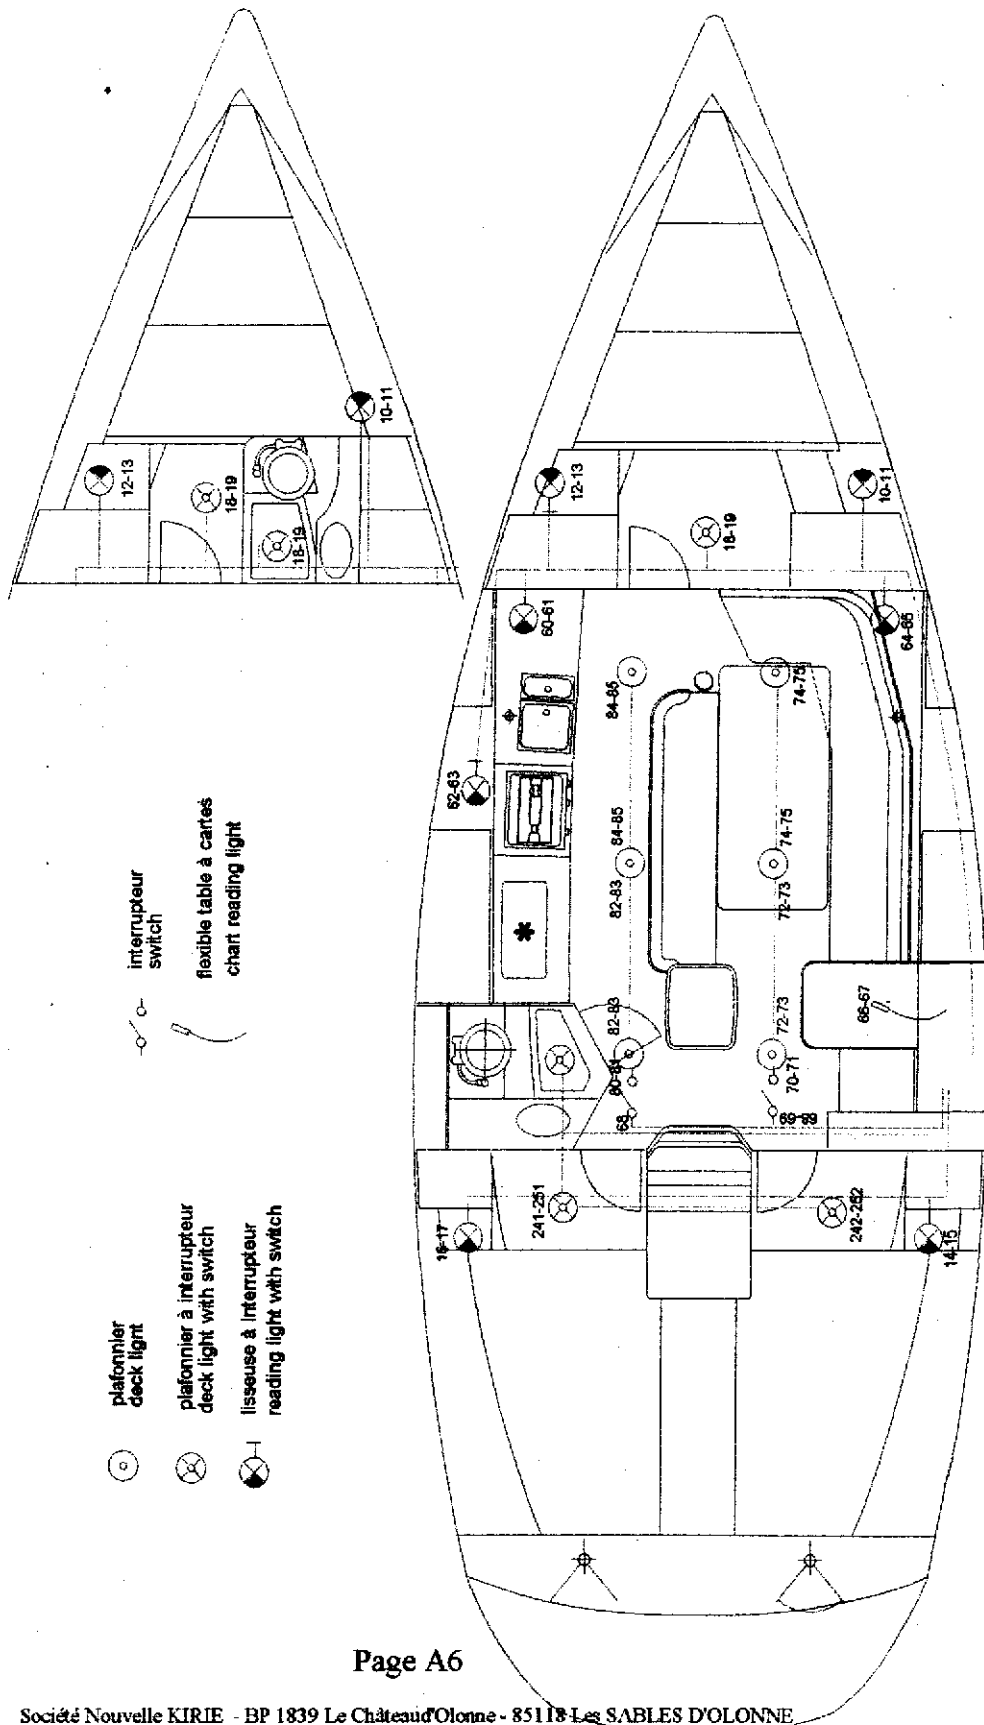 10-11
12-13
18-19
18-19
12-13
10-11
18-19
60-61
64-65
84-85
74-75
62-63
84-85
74-75
82-83
72-73
66-67
82-83
72-73
80-81
70-71
68
241-251
242-252
16-17
14-15
interrupteur
switch
flexible table à cartes
chart reading light
plafonnier
deck light
plafonnier à interrupteur
deck light with switch
lisseuse à interrupteur
reading light with switch
Page A6
Société Nouvelle KIRIE - BP 1839 Le Châteaud'Olonne - 85118 Les SABLES D'OLONNE